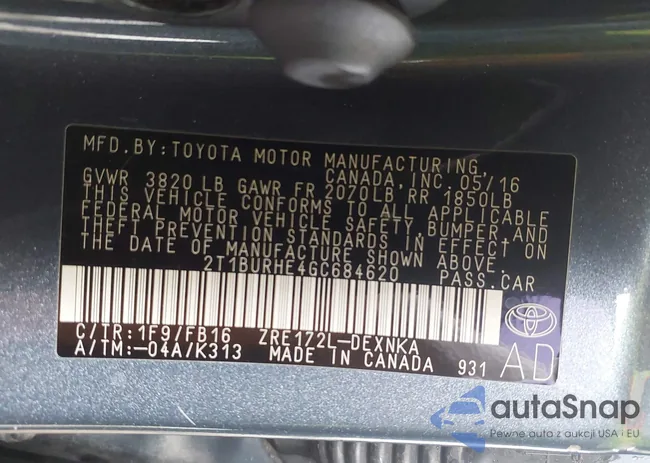 MFD.BY:TOYOTA MOTOR MANUFACTURING,
CANADA, INC. 05/16
GVWR 3820 LB GAWR FR 2070LB RR 1850LB
THIS VEHICLE CONFORMS TO ALL APPLICABLE
FEDERAL MOTOR VEHICLE SAFETY, BUMPER AND
THEFT PREVENTION STANDARDS IN EFFECT ON
THE DATE OF MANUFACTURE SHOWN ABOVE.
2T1BURHE4GC684620 PASS.CAR
C/TR:1F9/FB16 ZRE172L-DEXNKA
A/TM:-04A/K313 MADE IN CANADA 931
AD
autaSnap
Pewne auta z aukcji USA i EU